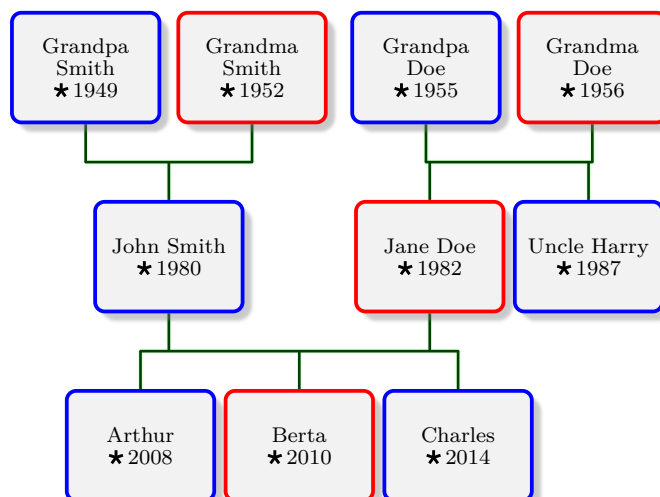 Grandpa
Smith
★ 1949
Grandma
Smith
★ 1952
Grandpa
Doe
★ 1955
Grandma
Doe
★ 1956
John Smith
★ 1980
Jane Doe
★ 1982
Uncle Harry
★ 1987
Arthur
★ 2008
Berta
★ 2010
Charles
★ 2014